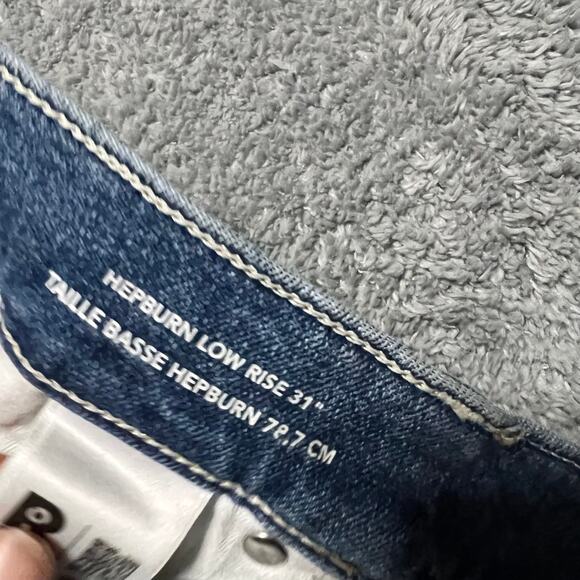 HEPBURN LOW RISE 31"
TAILLE BASSE HEPBURN 78,7 CM